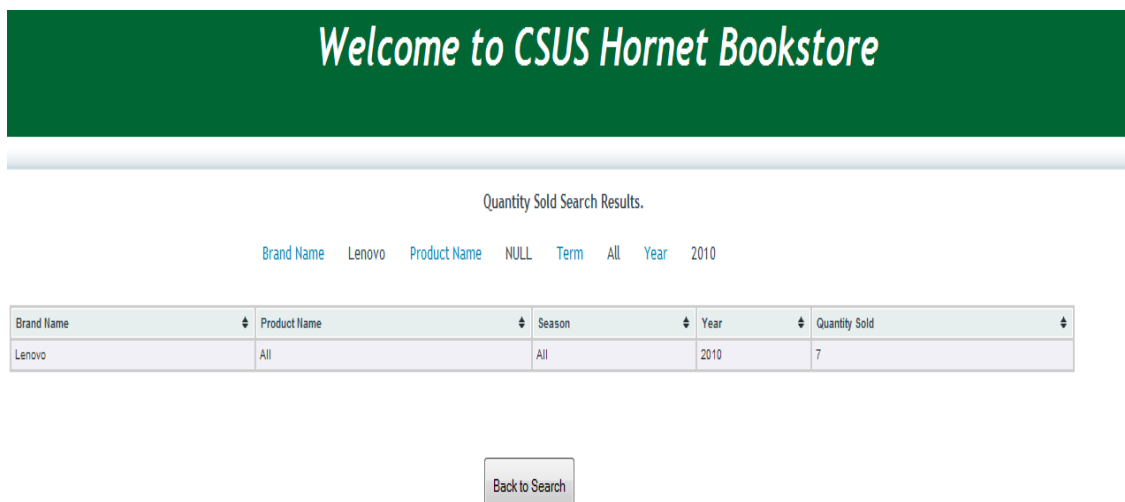 Welcome to CSUS Hornet Bookstore
Quantity Sold Search Results.
Brand Name Lenovo Product Name NULL Term All Year 2010
Brand Name Product Name Season Year Quantity Sold
Lenovo All All 2010 7
Back to Search